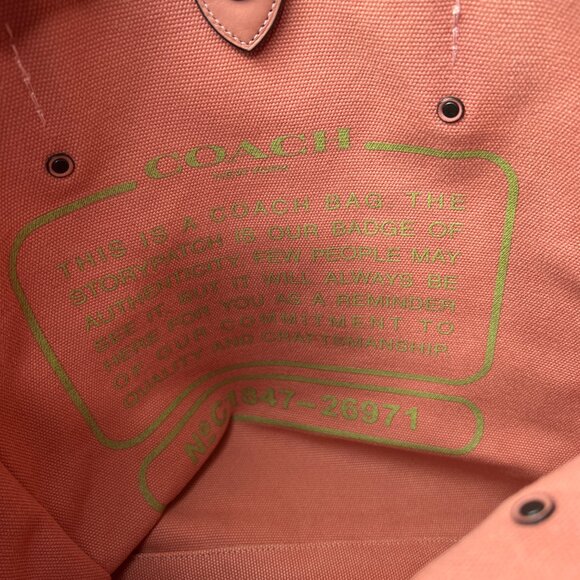 COACH
NEW YORK
THIS IS A COACH BAG. THE
STORYPATCH IS OUR BADGE OF
AUTHENTICITY. FEW PEOPLE MAY
SEE IT, BUT IT WILL ALWAYS BE
HERE FOR YOU AS A REMINDER
OF OUR COMMITMENT TO
QUALITY AND CRAFTSMANSHIP.
Nº C1847-26971